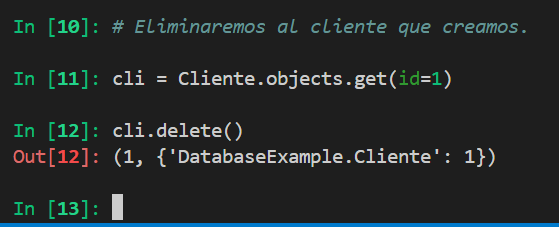 In [10]: # Eliminaremos al cliente que creamos.
In [11]: cli = Cliente.objects.get(id=1)
In [12]: cli.delete()
Out[12]: (1, {'DatabaseExample.Cliente': 1})
In [13]: